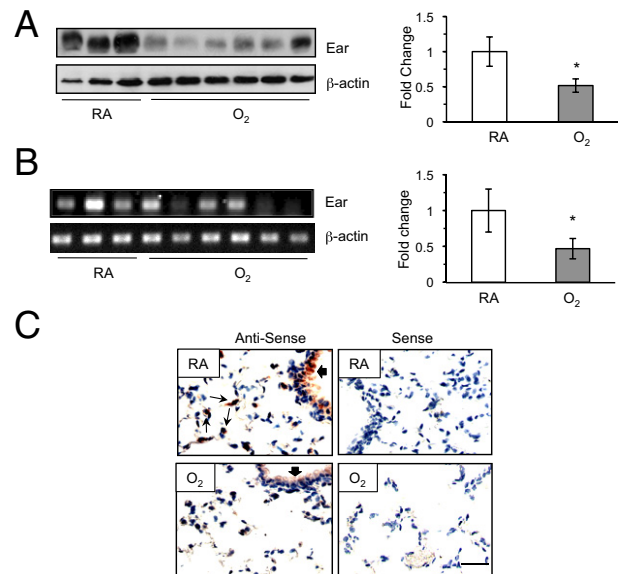 A
Ear
β-actin
RA
O₂
Fold Change
1.5
1
0.5
0
*
RA
O₂
B
Ear
β-actin
RA
O₂
Fold change
1.5
1
0.5
0
*
RA
O₂
C
Anti-Sense
Sense
RA
RA
O₂
O₂